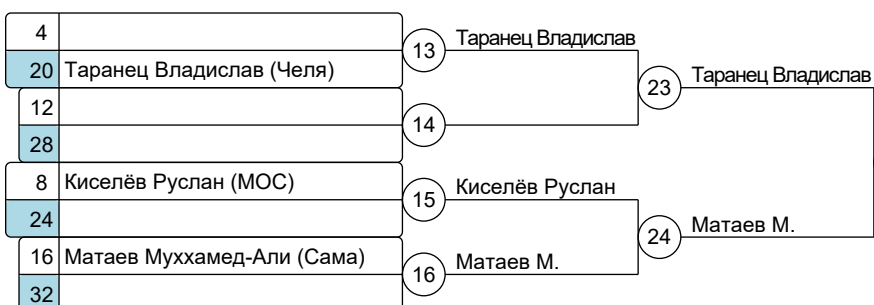 4
13 Таранец Владислав
20 Таранец Владислав (Челя)
23 Таранец Владислав
12
14
28
8 Киселёв Руслан (МОС)
15 Киселёв Руслан
24
24 Матаев М.
16 Матаев Муххамед-Али (Сама)
16 Матаев М.
32